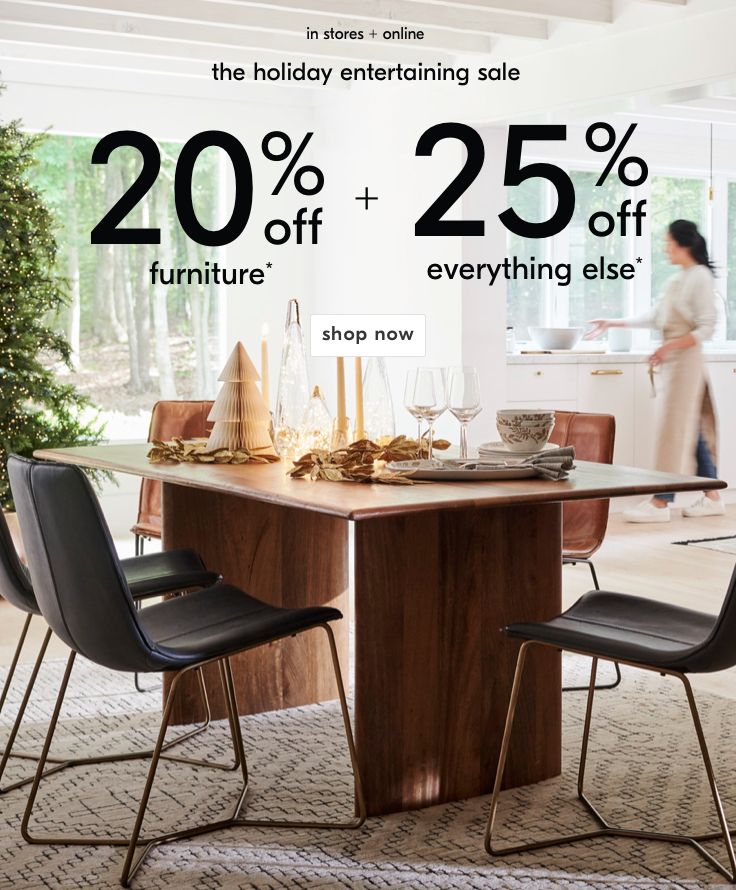 in stores + online
the holiday entertaining sale
20% off + 25% off
furniture* everything else*
shop now